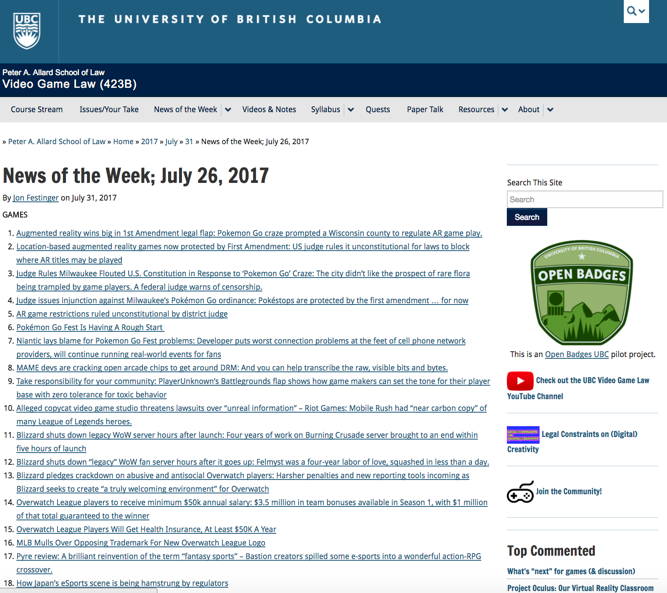 UBC
THE UNIVERSITY OF BRITISH COLUMBIA
Peter A. Allard School of Law
Video Game Law (423B)
Course Stream Issues/Your Take News of the Week Videos & Notes Syllabus Quests Paper Talk Resources About
» Peter A. Allard School of Law » Home » 2017 » July » 31 » News of the Week; July 26, 2017
News of the Week; July 26, 2017
By Jon Festinger on July 31, 2017
GAMES
1. Augmented reality wins big in 1st Amendment legal flap: Pokemon Go craze prompted a Wisconsin county to regulate AR game play.
2. Location-based augmented reality games now protected by First Amendment: US judge rules it unconstitutional for laws to block
where AR titles may be played
3. Judge Rules Milwaukee Flouted U.S. Constitution in Response to 'Pokemon Go' Craze: The city didn't like the prospect of rare flora
being trampled by game players. A federal judge warns of censorship.
4. Judge issues injunction against Milwaukee's Pokémon Go ordinance: Pokéstops are protected by the first amendment … for now
5. AR game restrictions ruled unconstitutional by district judge
6. Pokémon Go Fest Is Having A Rough Start
7. Niantic lays blame for Pokemon Go Fest problems: Developer puts worst connection problems at the feet of cell phone network
providers, will continue running real-world events for fans
8. MAME devs are cracking open arcade chips to get around DRM: And you can help transcribe the raw, visible bits and bytes.
9. Take responsibility for your community: PlayerUnknown's Battlegrounds flap shows how game makers can set the tone for their player
base with zero tolerance for toxic behavior
10. Alleged copycat video game studio threatens lawsuits over "unreal information" – Riot Games: Mobile Rush had "near carbon copy" of
many League of Legends heroes.
11. Blizzard shuts down legacy WoW server hours after launch: Four years of work on Burning Crusade server brought to an end within
five hours of launch
12. Blizzard shuts down "legacy" WoW fan server hours after it goes up: Felmyst was a four-year labor of love, squashed in less than a day.
13. Blizzard pledges crackdown on abusive and antisocial Overwatch players: Harsher penalties and new reporting tools incoming as
Blizzard seeks to create "a truly welcoming environment" for Overwatch
14. Overwatch League players to receive minimum $50k annual salary: $3.5 million in team bonuses available in Season 1, with $1 million
of that total guaranteed to the winner
15. Overwatch League Players Will Get Health Insurance, At Least $50K A Year
16. MLB Mulls Over Opposing Trademark For New Overwatch League Logo
17. Pyre review: A brilliant reinvention of the term "fantasy sports" – Bastion creators spilled some e-sports into a wonderful action-RPG
crossover.
18. How Japan's eSports scene is being hamstrung by regulators
Search This Site
Search
Search
UNIVERSITY OF BRITISH COLUMBIA
OPEN BADGES
This is an Open Badges UBC pilot project.
Check out the UBC Video Game Law
YouTube Channel
Legal Constraints on (Digital)
Creativity
Join the Community!
Top Commented
What's "next" for games (& discussion)
Project Oculus: Our Virtual Reality Classroom